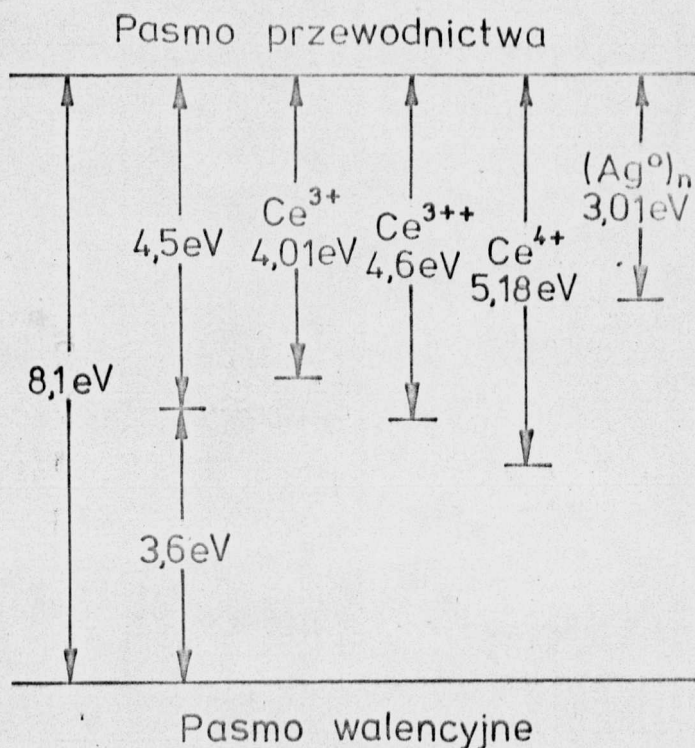 Pasmo przewodnictwa
(Ag⁰)ₙ
3,01eV
Ce³⁺
4,01eV
Ce³⁺⁺
4,6eV
4,5eV
Ce⁴⁺
5,18eV
8,1eV
3,6eV
Pasmo walencyjne